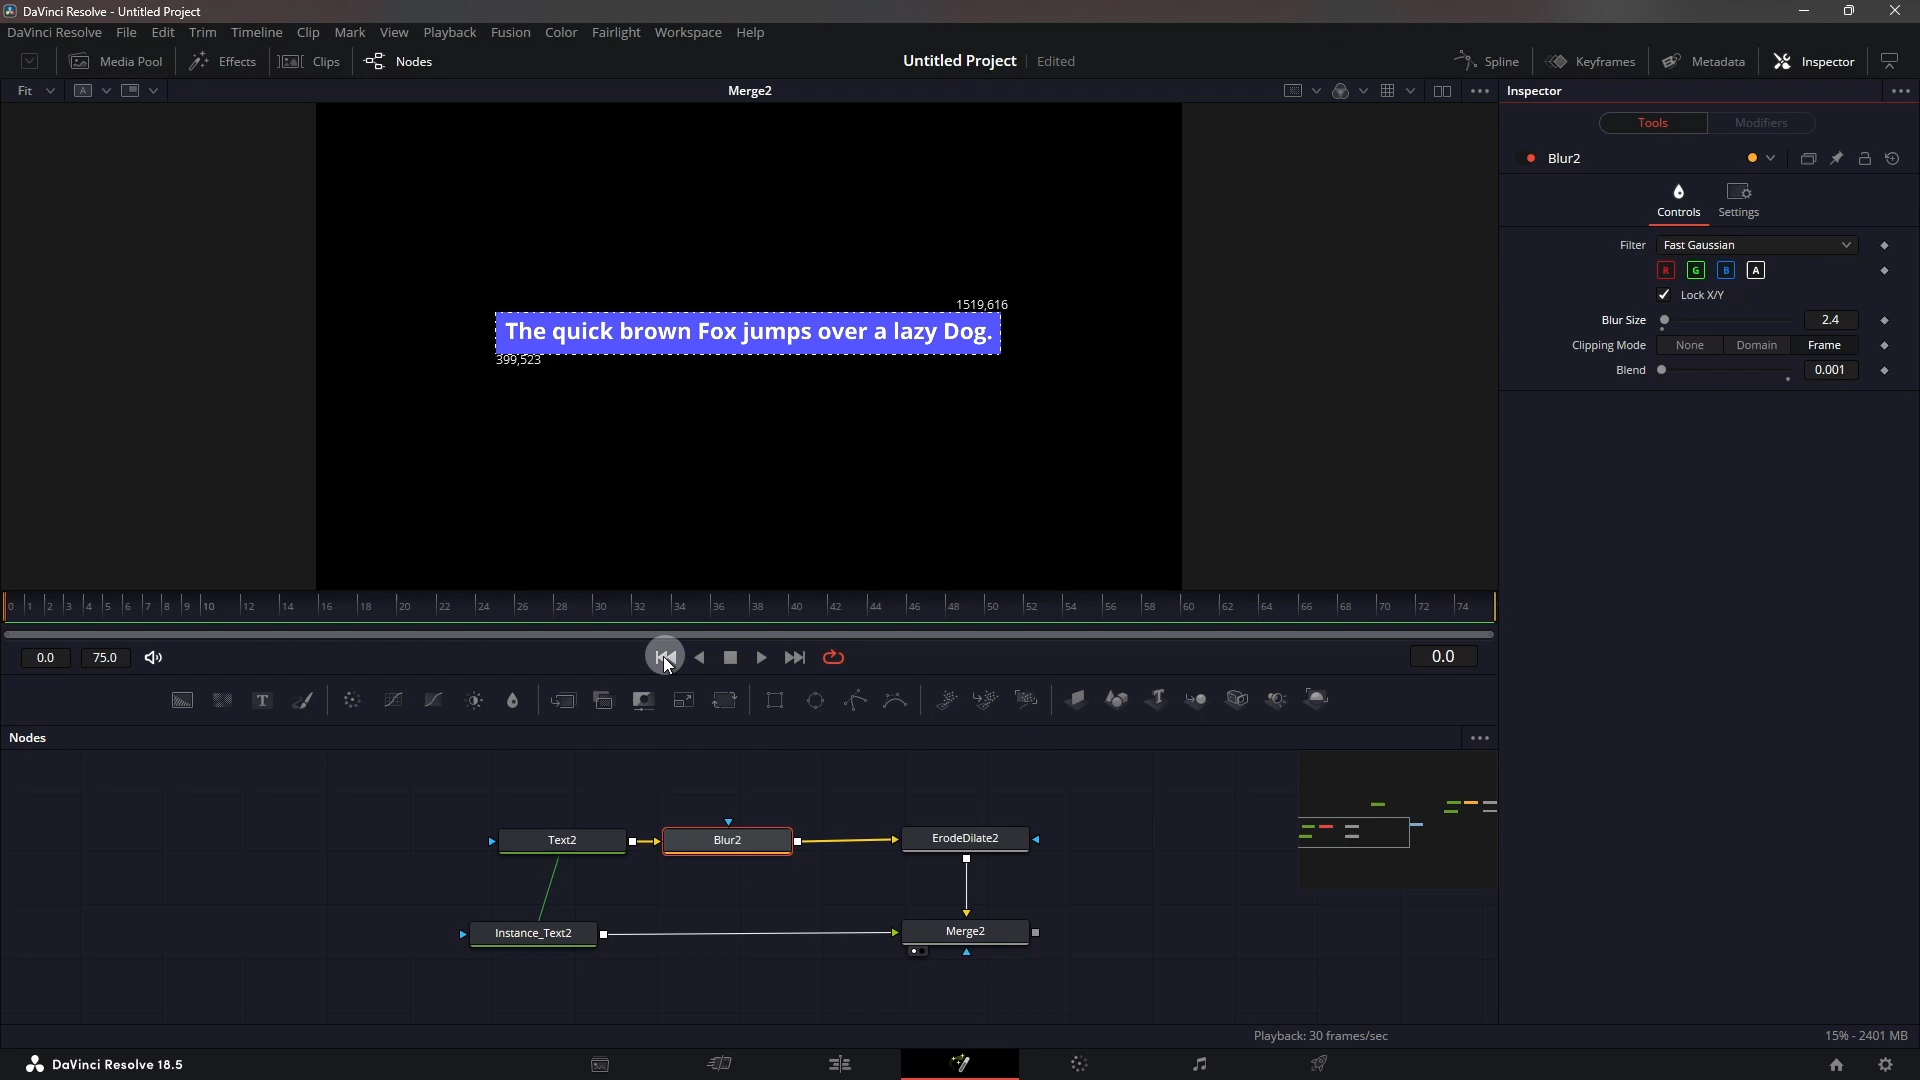 DaVinci Resolve - Untitled Project
DaVinci Resolve File Edit Trim Timeline Clip Mark View Playback Fusion Color Fairlight Workspace Help
Media Pool Effects Clips Nodes Untitled Project Edited Spline Keyframes Metadata Inspector
Fit A Merge2 Inspector
Tools Modifiers
Blur2
Controls Settings
Filter Fast Gaussian
R G B A
Lock X/Y
Blur Size 2.4
Clipping Mode None Domain Frame
Blend 0.001
1519,616
The quick brown Fox jumps over a lazy Dog.
399,523
0 1 2 3 4 5 6 7 8 9 10 12 14 16 18 20 22 24 26 28 30 32 34 36 38 40 42 44 46 48 50 52 54 56 58 60 62 64 66 68 70 72 74
0.0 75.0 0.0
T T
Nodes
Text2 Blur2 ErodeDilate2
Instance_Text2 Merge2
Playback: 30 frames/sec 15% - 2401 MB
DaVinci Resolve 18.5